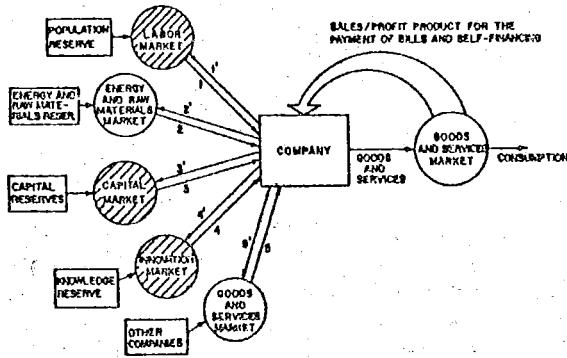 SALES/PROFIT PRODUCT FOR THE
PAYMENT OF BILLS AND SELF-FINANCING
POPULATION
RESERVE
LABOR
MARKET
1'
1
ENERGY AND
RAW MATE-
RIALS RESER
ENERGY
AND RAW
MATERIALS
MARKET
2'
2
COMPANY
GOODS
AND
SERVICES
GOODS
AND SERVICES
MARKET
CONSUMPTION
CAPITAL
RESERVES
CAPITAL
MARKET
3'
3
4'
4
KNOWLEDGE
RESERVE
INNOVATION
MARKET
5'
5
OTHER
COMPANIES
GOODS
AND
SERVICES
MARKET